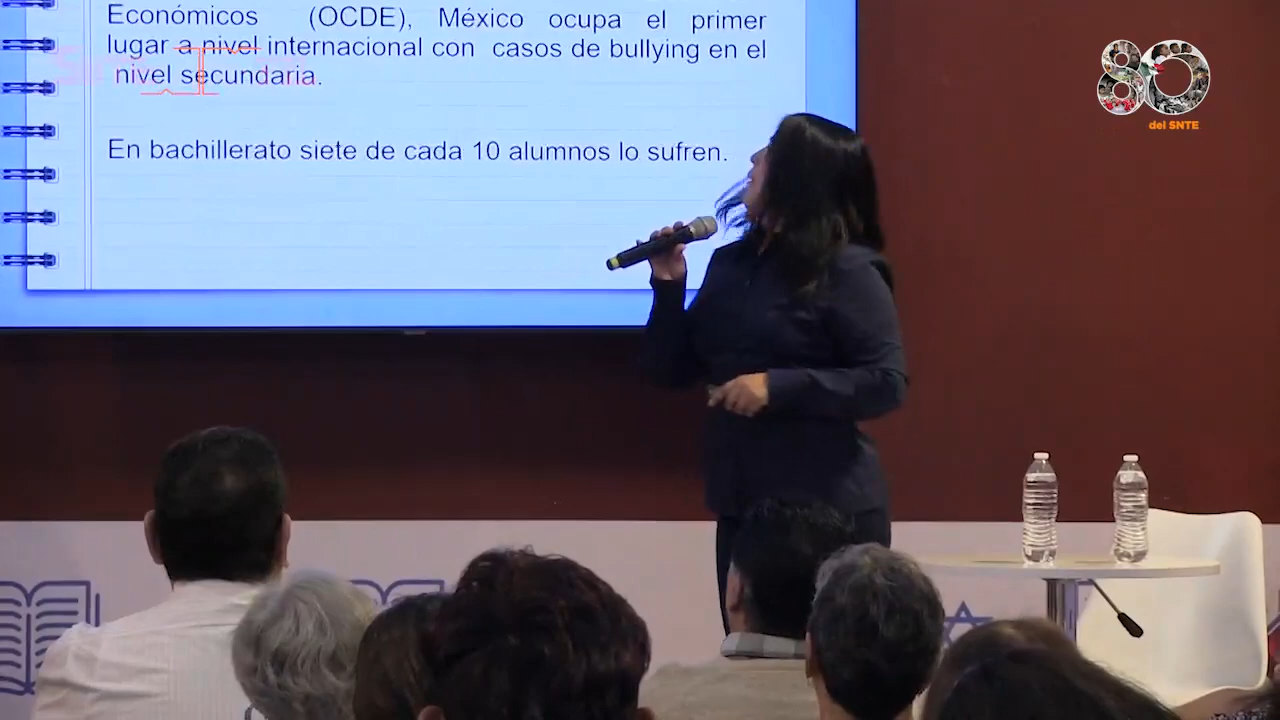 Económicos (OCDE), México ocupa el primer
lugar a nivel internacional con casos de bullying en el
nivel secundaria.
En bachillerato siete de cada 10 alumnos lo sufren.
80
del SNTE